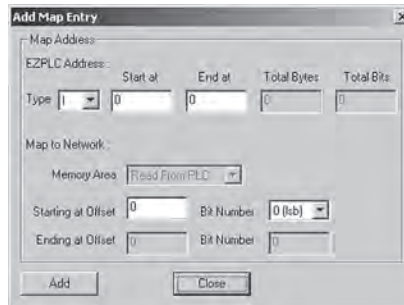 Add Map Entry
Map Address
EZPLC Address:
Start at End at Total Bytes Total Bits
Type I 0 0 0 0
Map to Network:
Memory Area Read From PLC
Starting at Offset 0 Bit Number 0 (lsb)
Ending at Offset 0 Bit Number 0
Add Close